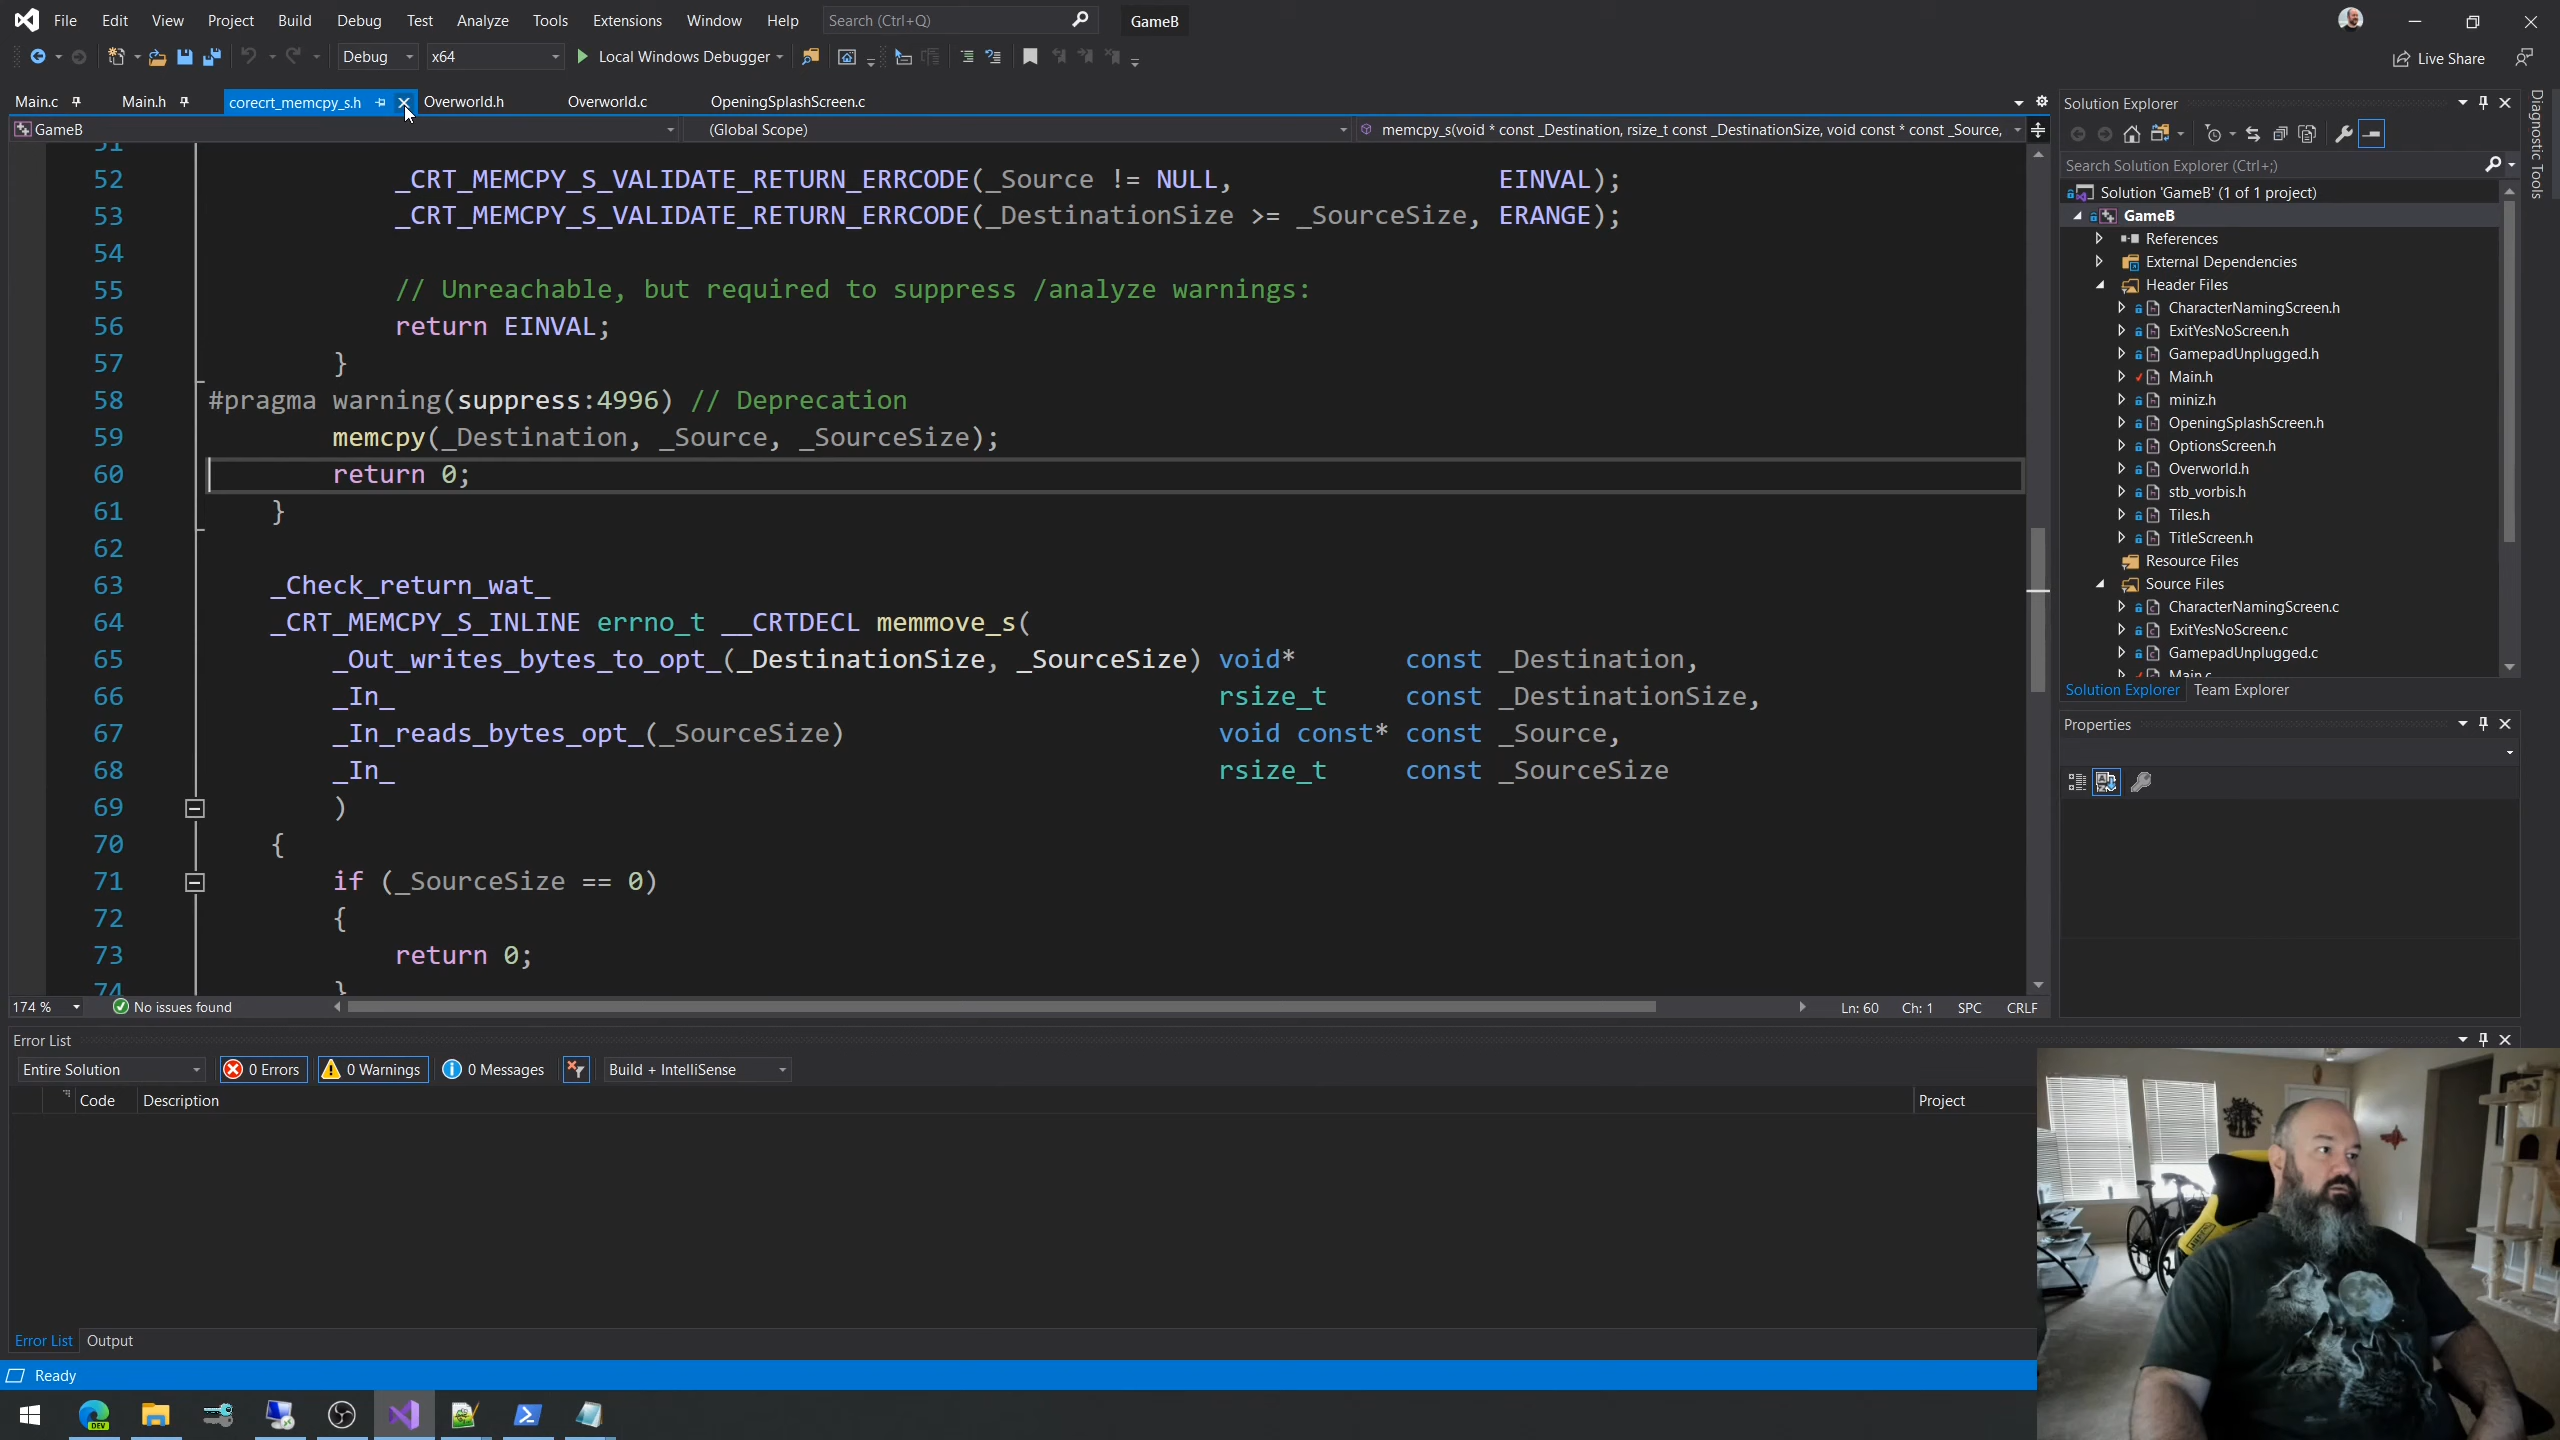 File Edit View Project Build Debug Test Analyze Tools Extensions Window Help Search (Ctrl+Q) GameB
Debug x64 Local Windows Debugger Live Share
Main.c Main.h corecrt_memcpy_s.h Overworld.h Overworld.c OpeningSplashScreen.c
GameB (Global Scope) memcpy_s(void * const _Destination, rsize_t const _DestinationSize, void const * const _Source,
51
52 _CRT_MEMCPY_S_VALIDATE_RETURN_ERRCODE(_Source != NULL, EINVAL);
53 _CRT_MEMCPY_S_VALIDATE_RETURN_ERRCODE(_DestinationSize >= _SourceSize, ERANGE);
54
55 // Unreachable, but required to suppress /analyze warnings:
56 return EINVAL;
57 }
58 #pragma warning(suppress:4996) // Deprecation
59 memcpy(_Destination, _Source, _SourceSize);
60 return 0;
61 }
62
63 _Check_return_wat_
64 _CRT_MEMCPY_S_INLINE errno_t __CRTDECL memmove_s(
65 _Out_writes_bytes_to_opt_(_DestinationSize, _SourceSize) void* const _Destination,
66 _In_ rsize_t const _DestinationSize,
67 _In_reads_bytes_opt_(_SourceSize) void const* const _Source,
68 _In_ rsize_t const _SourceSize
69 )
70 {
71 if (_SourceSize == 0)
72 {
73 return 0;
74 }
174 % No issues found Ln: 60 Ch: 1 SPC CRLF
Error List
Entire Solution 0 Errors 0 Warnings 0 Messages Build + IntelliSense
Code Description Project
Error List Output
Ready
Solution Explorer
Search Solution Explorer (Ctrl+;)
Solution 'GameB' (1 of 1 project)
GameB
References
External Dependencies
Header Files
CharacterNamingScreen.h
ExitYesNoScreen.h
GamepadUnplugged.h
Main.h
miniz.h
OpeningSplashScreen.h
OptionsScreen.h
Overworld.h
stb_vorbis.h
Tiles.h
TitleScreen.h
Resource Files
Source Files
CharacterNamingScreen.c
ExitYesNoScreen.c
GamepadUnplugged.c
Main.c
Solution Explorer Team Explorer
Properties
Diagnostic Tools
DEV